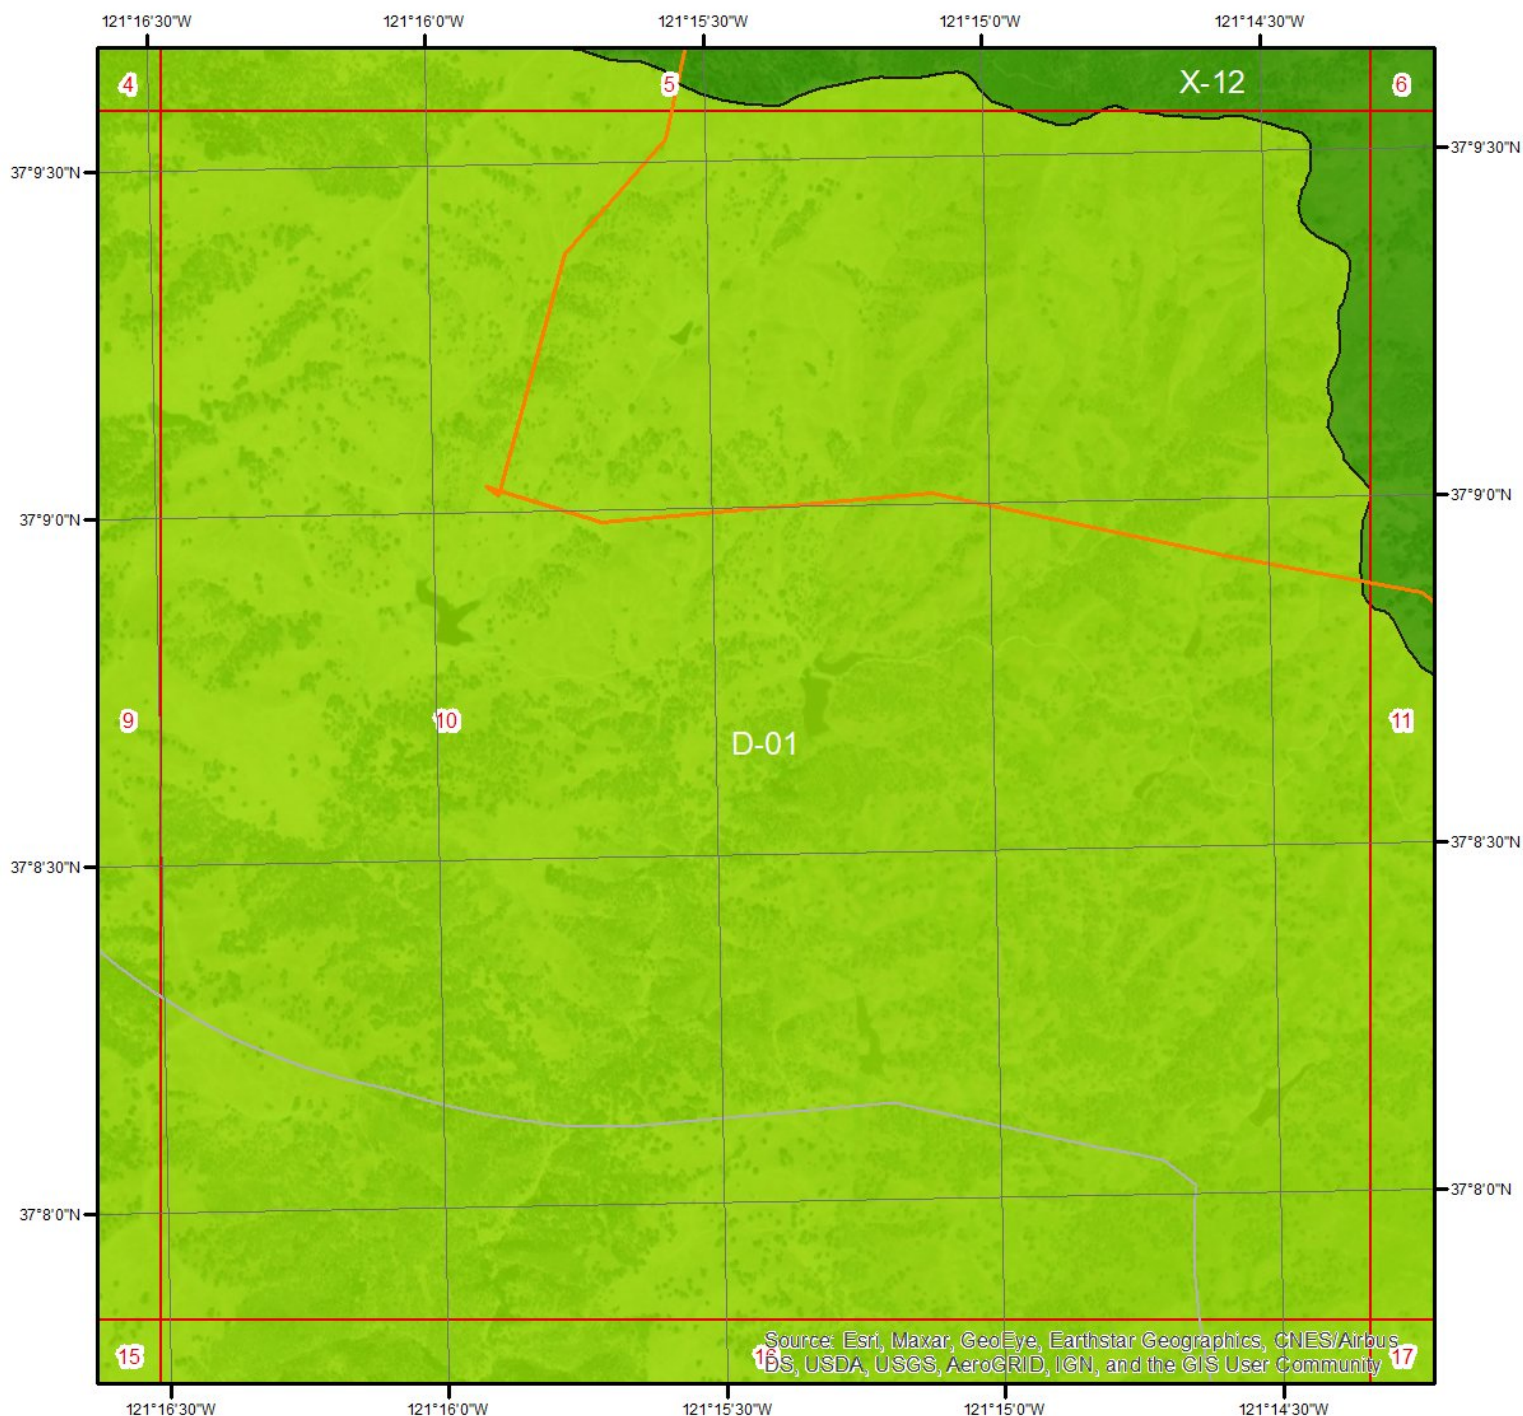 121°16'30"W 121°16'0"W 121°15'30"W 121°15'0"W 121°14'30"W
4 5 X-12 6
37°9'30"N 37°9'30"N
37°9'0"N 37°9'0"N
9 10 D-01 11
37°8'30"N 37°8'30"N
37°8'0"N 37°8'0"N
Source: Esri, Maxar, GeoEye, Earthstar Geographics, CNES/Airbus
15 16 DS, USDA, USGS, AeroGRID, IGN, and the GIS User Community 17
121°16'30"W 121°16'0"W 121°15'30"W 121°15'0"W 121°14'30"W